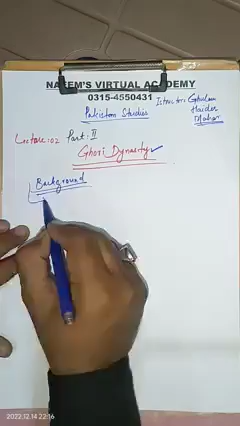 NAEEM'S VIRTUAL ACADEMY
0315-4550431
Istructor Ghulam
Haider
Mahar
Pakistan Studies
Lecture:02 Part:II
Ghori Dynasty
Background
2022.12.14 22:16